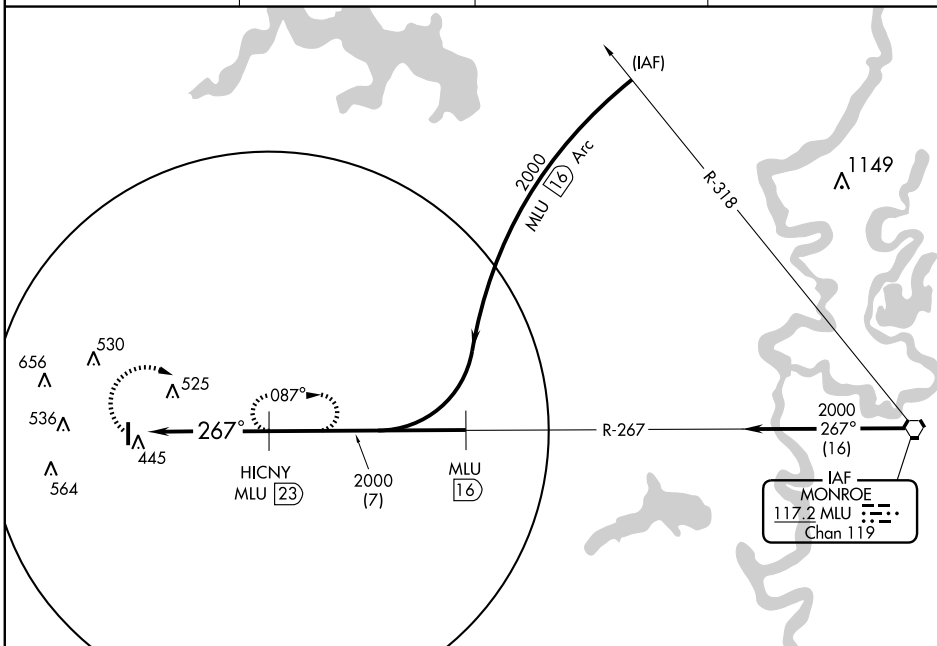 (IAF)
2000
MLU 16 Arc
R-318
1149
530
656
525
087°
536
267°
445
564
HICNY
MLU 23
2000
(7)
MLU
16
R-267
2000
267°
(16)
IAF
MONROE
117.2 MLU
Chan 119